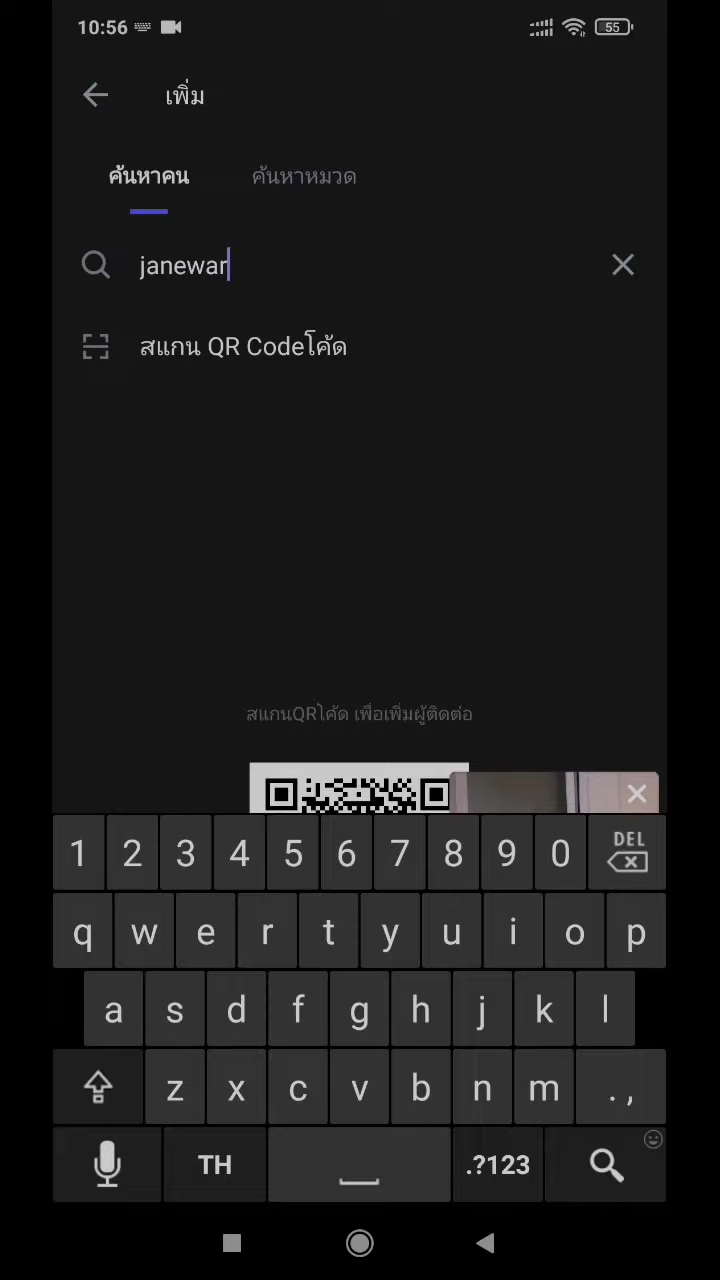 10:56
55
เพิ่ม
ค้นหาคน ค้นหาหมวด
janewar
สแกน QR Codeโค้ด
สแกนQRโค้ด เพื่อเพิ่มผู้ติดต่อ
1 2 3 4 5 6 7 8 9 0 DEL
q w e r t y u i o p
a s d f g h j k l
z x c v b n m . ,
TH .?123